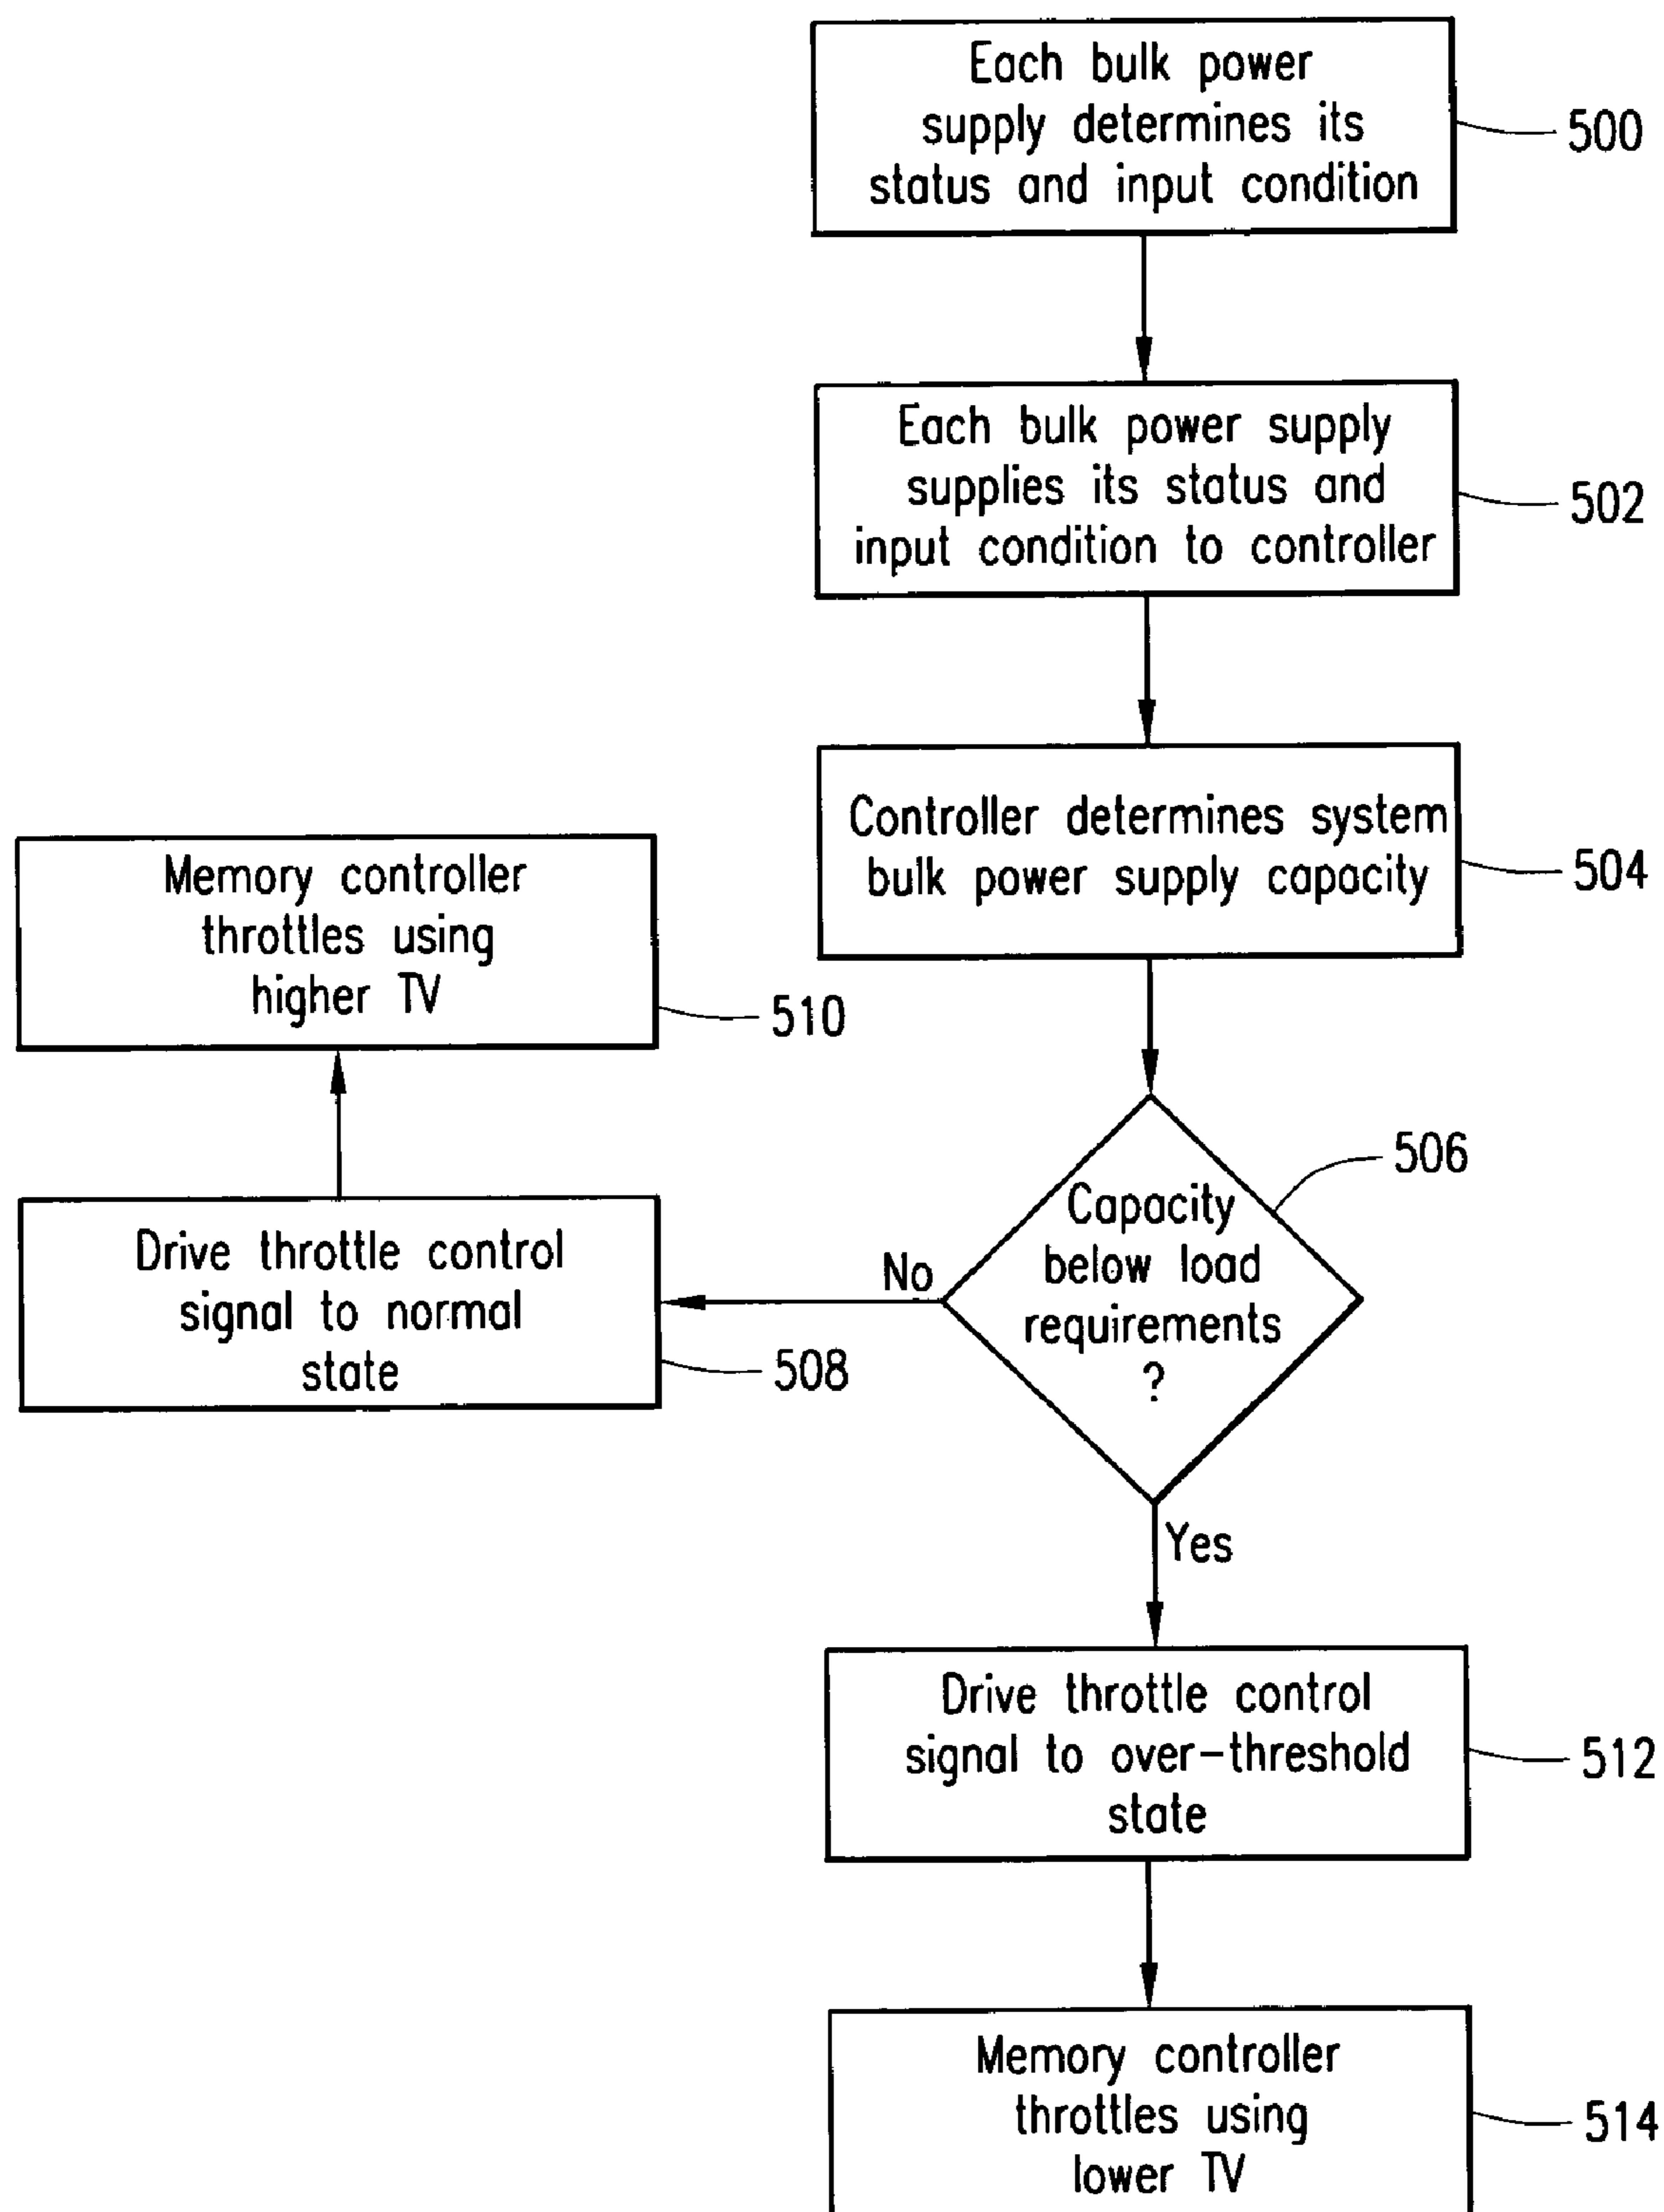 Each bulk power
supply determines its
status and input condition
500
Each bulk power supply
supplies its status and
input condition to controller
502
Controller determines system
bulk power supply capacity
504
Memory controller
throttles using
higher TV
510
506
Capacity
below load
requirements
?
No
Drive throttle control
signal to normal
state
508
Yes
Drive throttle control
signal to over-threshold
state
512
Memory controller
throttles using
lower TV
514